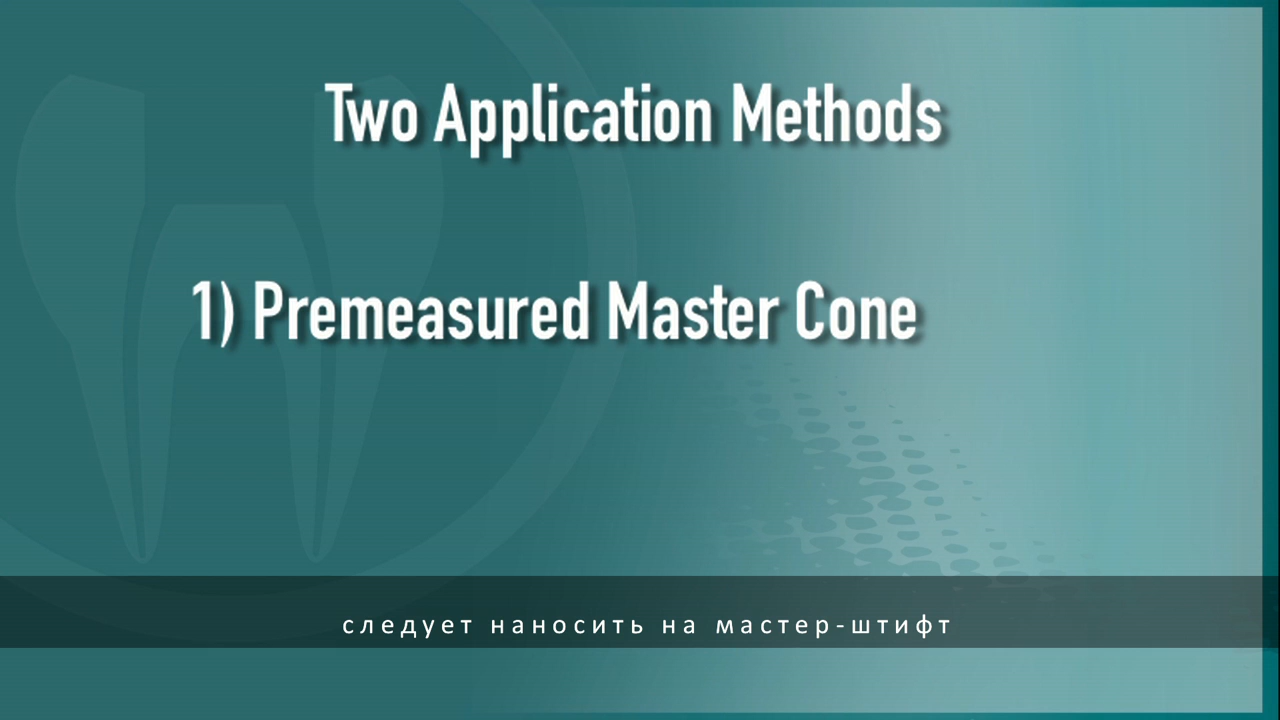 Two Application Methods
1) Premeasured Master Cone
следует наносить на мастер-штифт